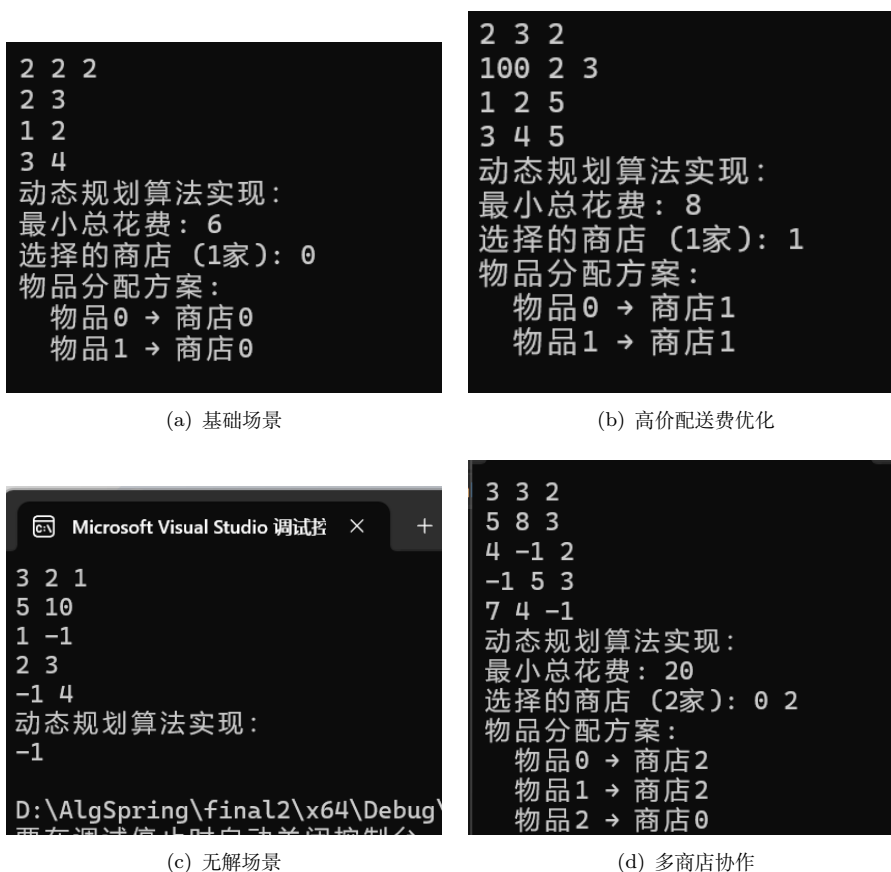 2 2 2
2 3
1 2
3 4
动态规划算法实现:
最小总花费: 6
选择的商店 (1家): 0
物品分配方案:
物品0 → 商店0
物品1 → 商店0
(a) 基础场景
2 3 2
100 2 3
1 2 5
3 4 5
动态规划算法实现:
最小总花费: 8
选择的商店 (1家): 1
物品分配方案:
物品0 → 商店1
物品1 → 商店1
(b) 高价配送费优化
Microsoft Visual Studio 调试控
3 2 1
5 10
1 -1
2 3
-1 4
动态规划算法实现:
-1
D:\AlgSpring\final2\x64\Debug\
(c) 无解场景
3 3 2
5 8 3
4 -1 2
-1 5 3
7 4 -1
动态规划算法实现:
最小总花费: 20
选择的商店 (2家): 0 2
物品分配方案:
物品0 → 商店2
物品1 → 商店2
物品2 → 商店0
(d) 多商店协作